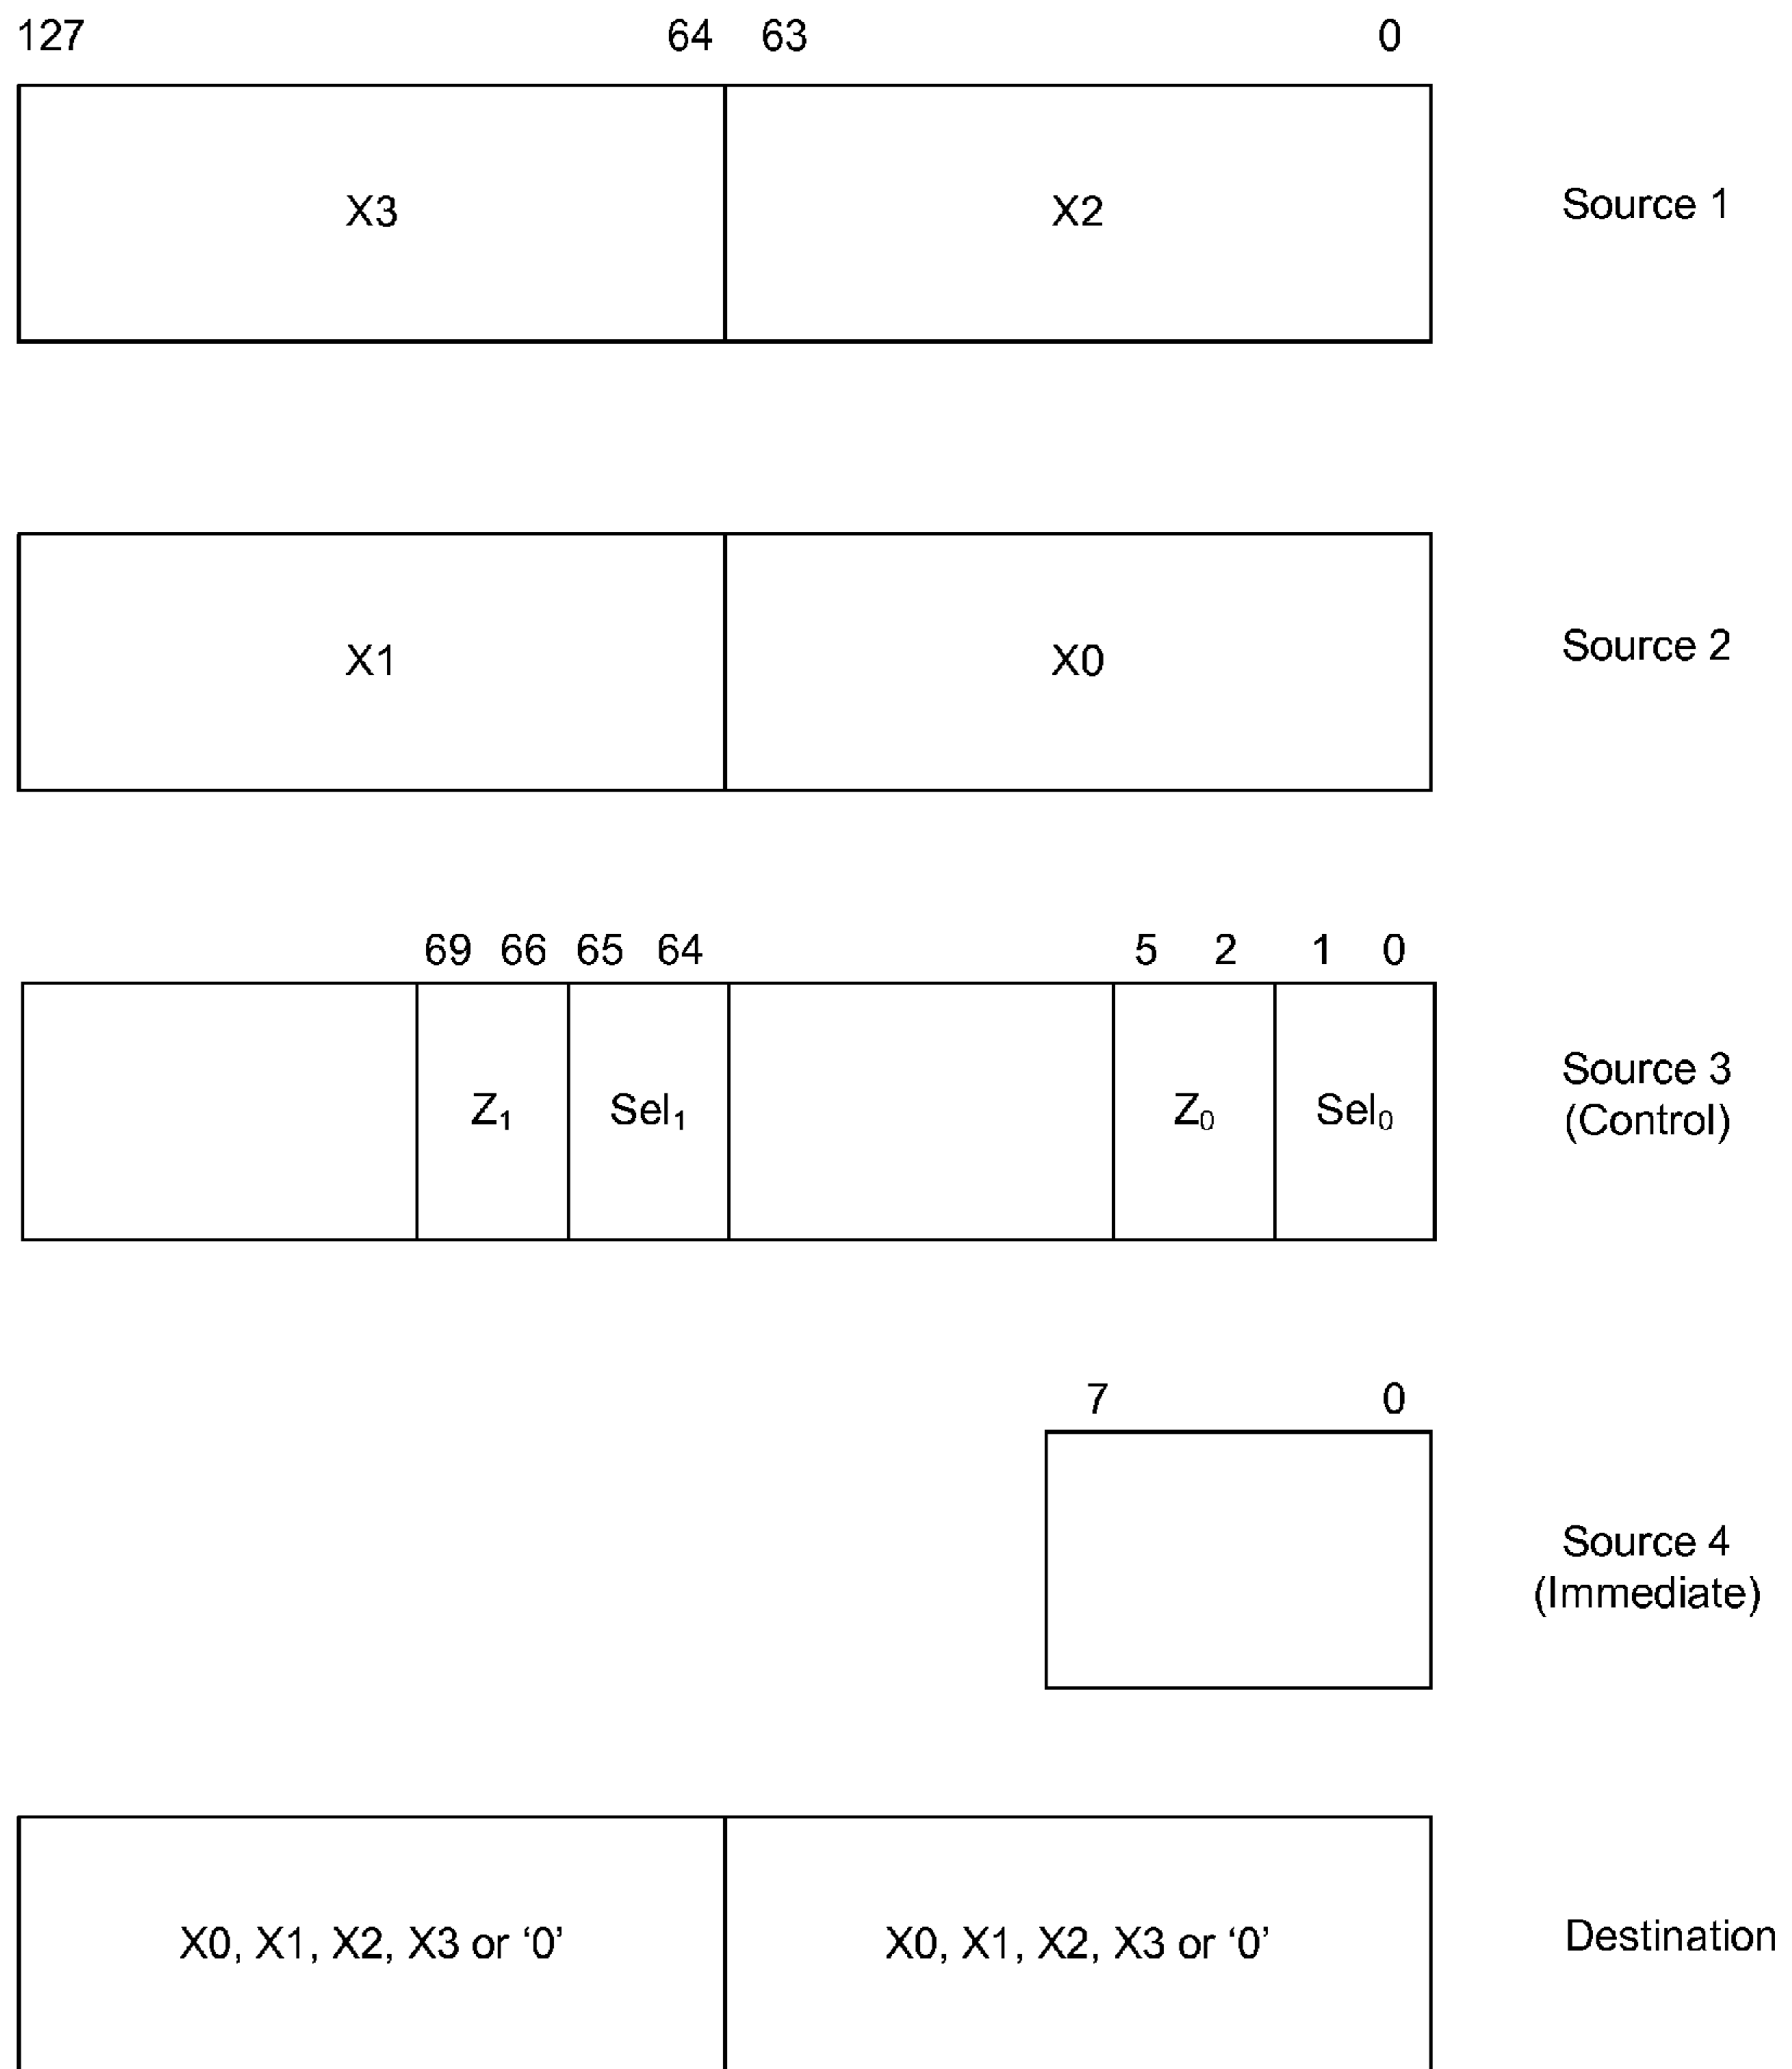 127 64 63 0
X3 X2 Source 1
X1 X0 Source 2
69 66 65 64 5 2 1 0
Z₁ Sel₁ Z₀ Sel₀ Source 3
(Control)
7 0
Source 4
(Immediate)
X0, X1, X2, X3 or ‘0’ X0, X1, X2, X3 or ‘0’ Destination